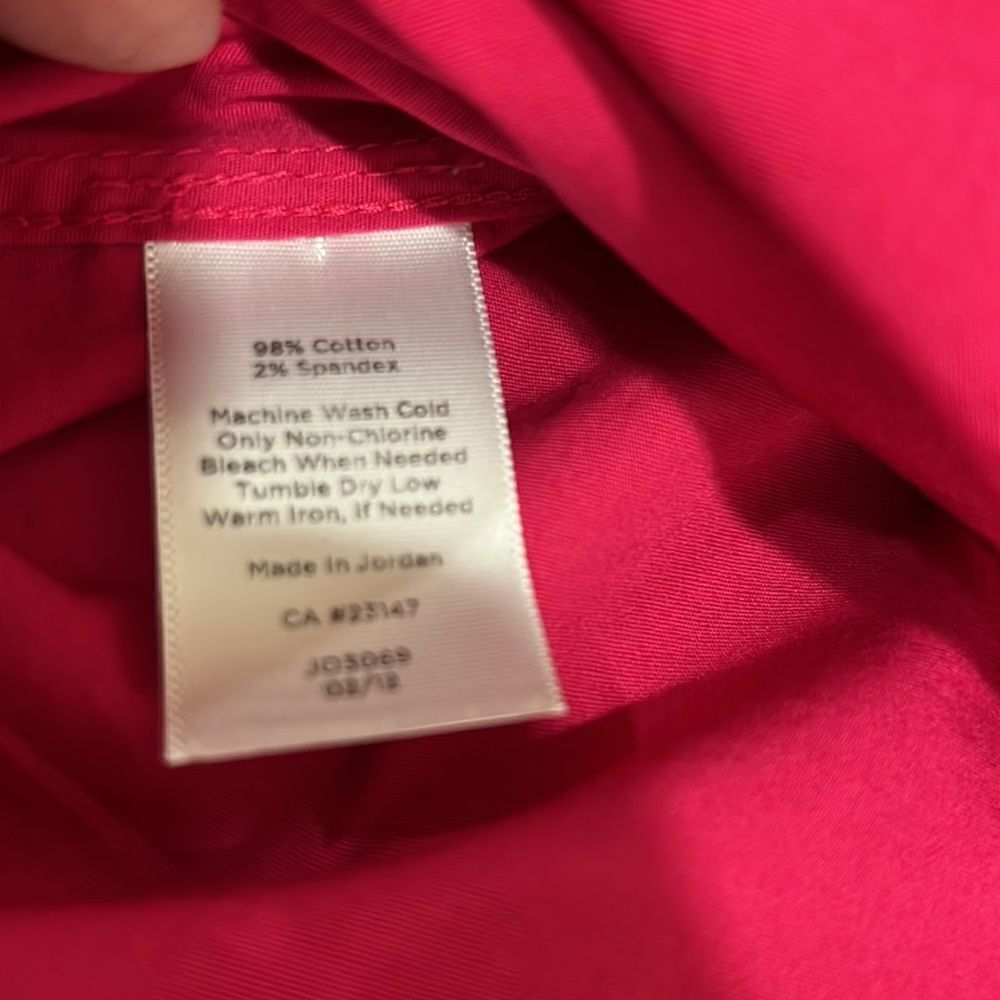 98% Cotton
2% Spandex
Machine Wash Cold
Only Non-Chlorine
Bleach When Needed
Tumble Dry Low
Warm Iron, If Needed
Made In Jordan
CA #23147